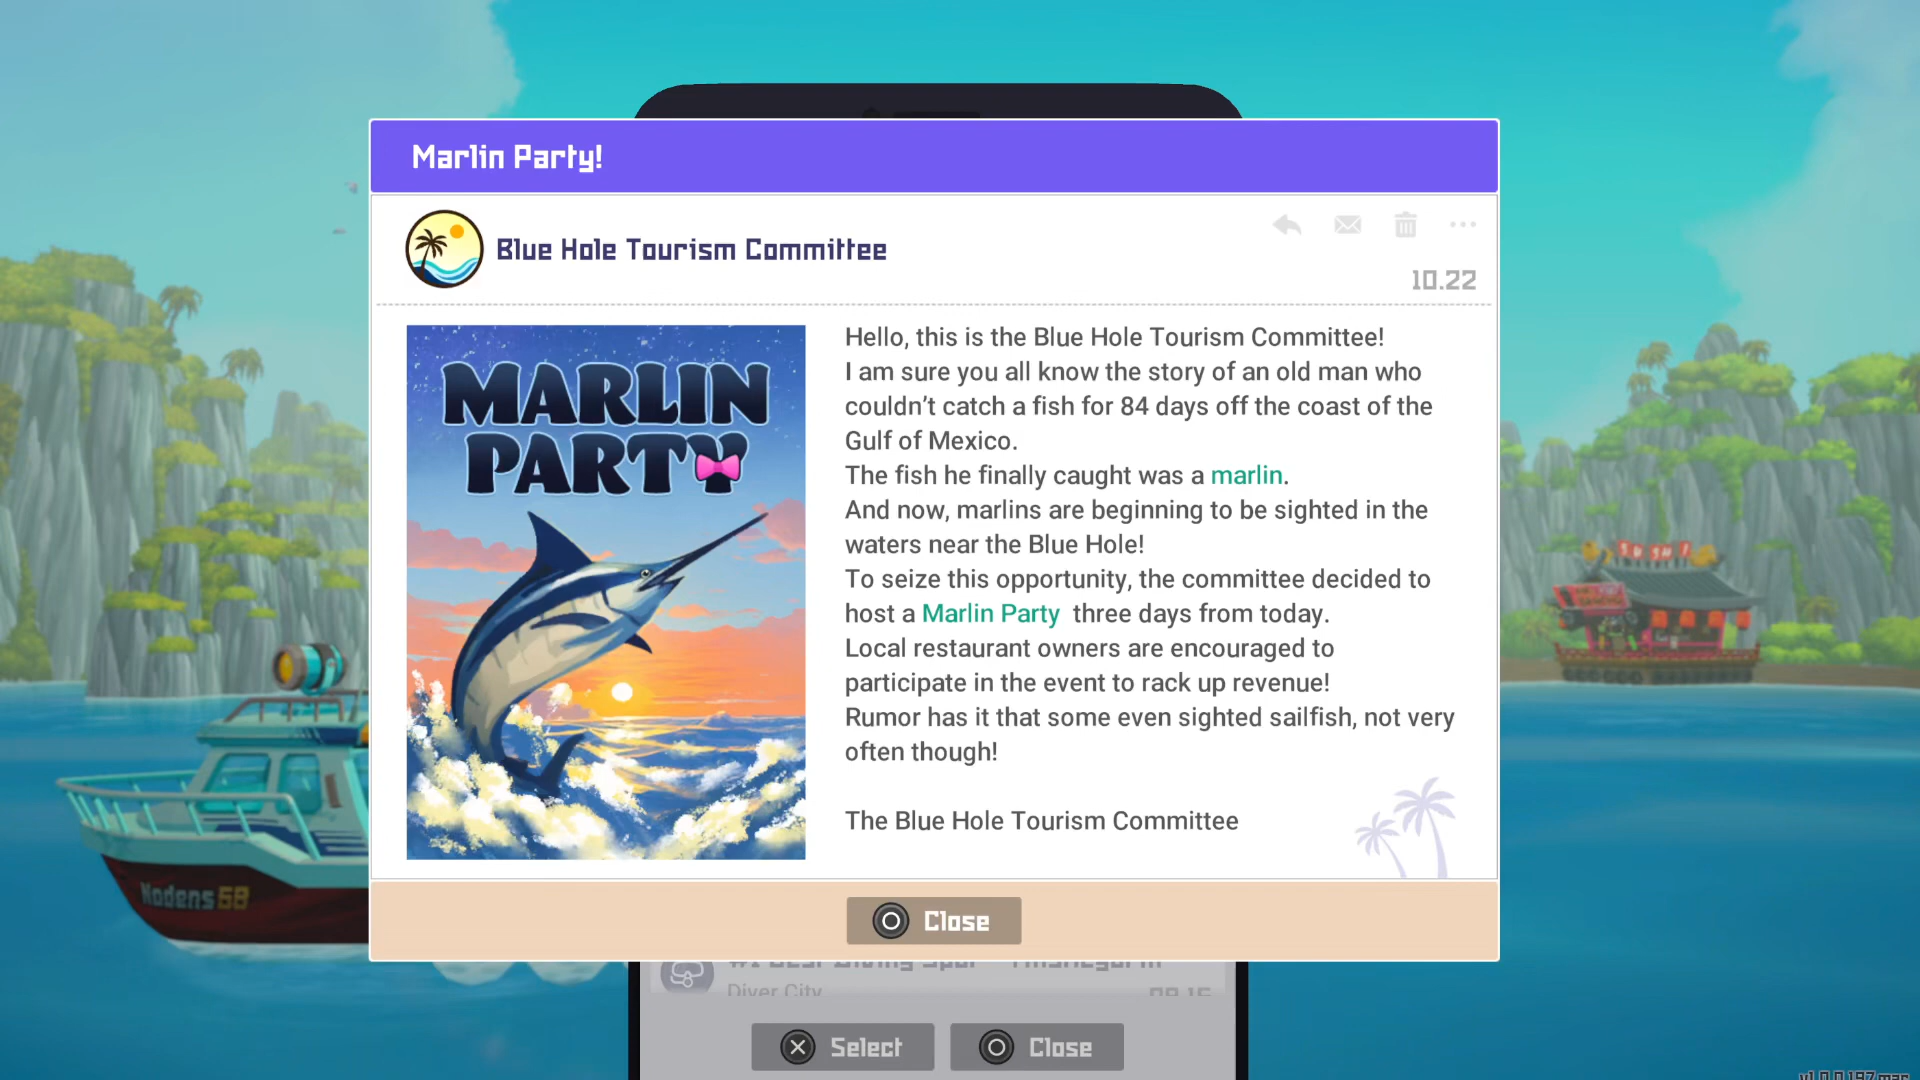 Marlin Party!
Blue Hole Tourism Committee
10.22
MARLIN
PARTY
Hello, this is the Blue Hole Tourism Committee!
I am sure you all know the story of an old man who
couldn’t catch a fish for 84 days off the coast of the
Gulf of Mexico.
The fish he finally caught was a marlin.
And now, marlins are beginning to be sighted in the
waters near the Blue Hole!
To seize this opportunity, the committee decided to
host a Marlin Party three days from today.
Local restaurant owners are encouraged to
participate in the event to rack up revenue!
Rumor has it that some even sighted sailfish, not very
often though!
The Blue Hole Tourism Committee
SUSHI
Nodens 68
Close
Diver City
Select
Close